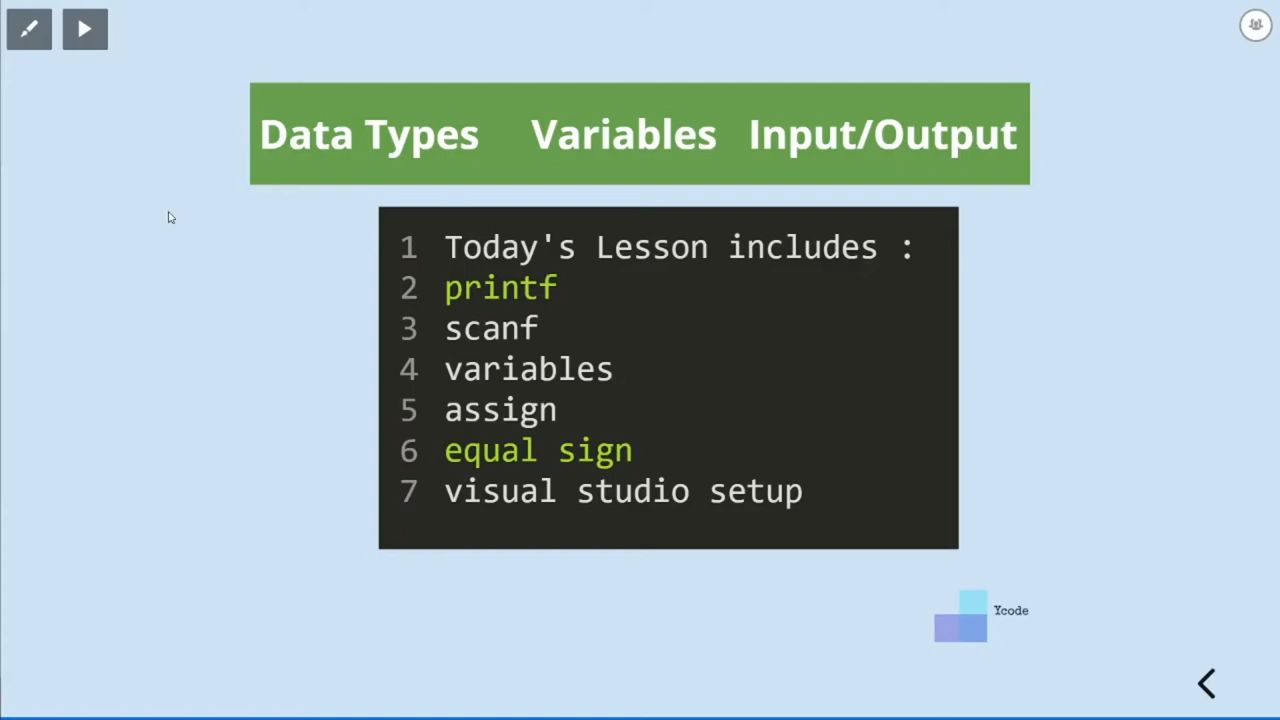 Data Types Variables Input/Output
1 Today's Lesson includes :
2 printf
3 scanf
4 variables
5 assign
6 equal sign
7 visual studio setup
Ycode